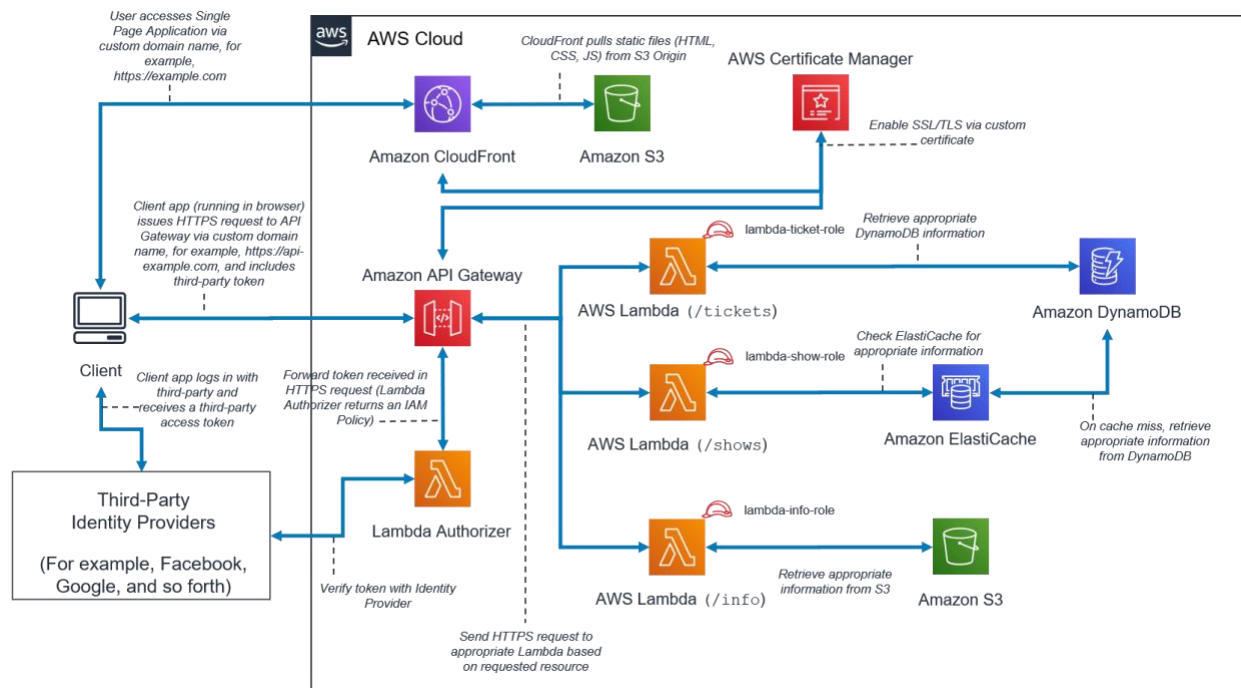 User accesses Single
Page Application via
custom domain name, for
example,
https://example.com
aws
AWS Cloud
CloudFront pulls static files (HTML,
CSS, JS) from S3 Origin
AWS Certificate Manager
Enable SSL/TLS via custom
certificate
Amazon CloudFront
Amazon S3
Client app (running in browser)
issues HTTPS request to API
Gateway via custom domain
name, for example, https://api-
example.com, and includes
third-party token
Amazon API Gateway
lambda-ticket-role
Retrieve appropriate
DynamoDB information
AWS Lambda (/tickets)
Amazon DynamoDB
Client
Client app logs in with
third-party and
receives a third-party
access token
Forward token received in
HTTPS request (Lambda
Authorizer returns an IAM
Policy)
lambda-show-role
Check ElastiCache for
appropriate information
AWS Lambda (/shows)
Amazon ElastiCache
On cache miss, retrieve
appropriate information
from DynamoDB
Third-Party
Identity Providers
(For example, Facebook,
Google, and so forth)
Lambda Authorizer
Verify token with Identity
Provider
lambda-info-role
Retrieve appropriate
information from S3
AWS Lambda (/info)
Amazon S3
Send HTTPS request to
appropriate Lambda based
on requested resource